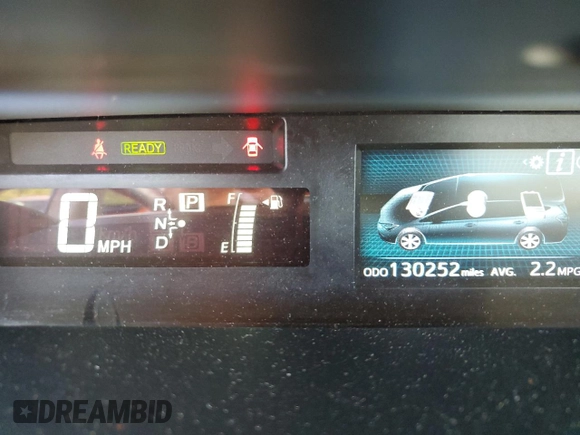 READY
0 MPH
R
N
D
P
B
F
E
i
ODO 130252 miles AVG. 2.2 MPG
DREAMBID